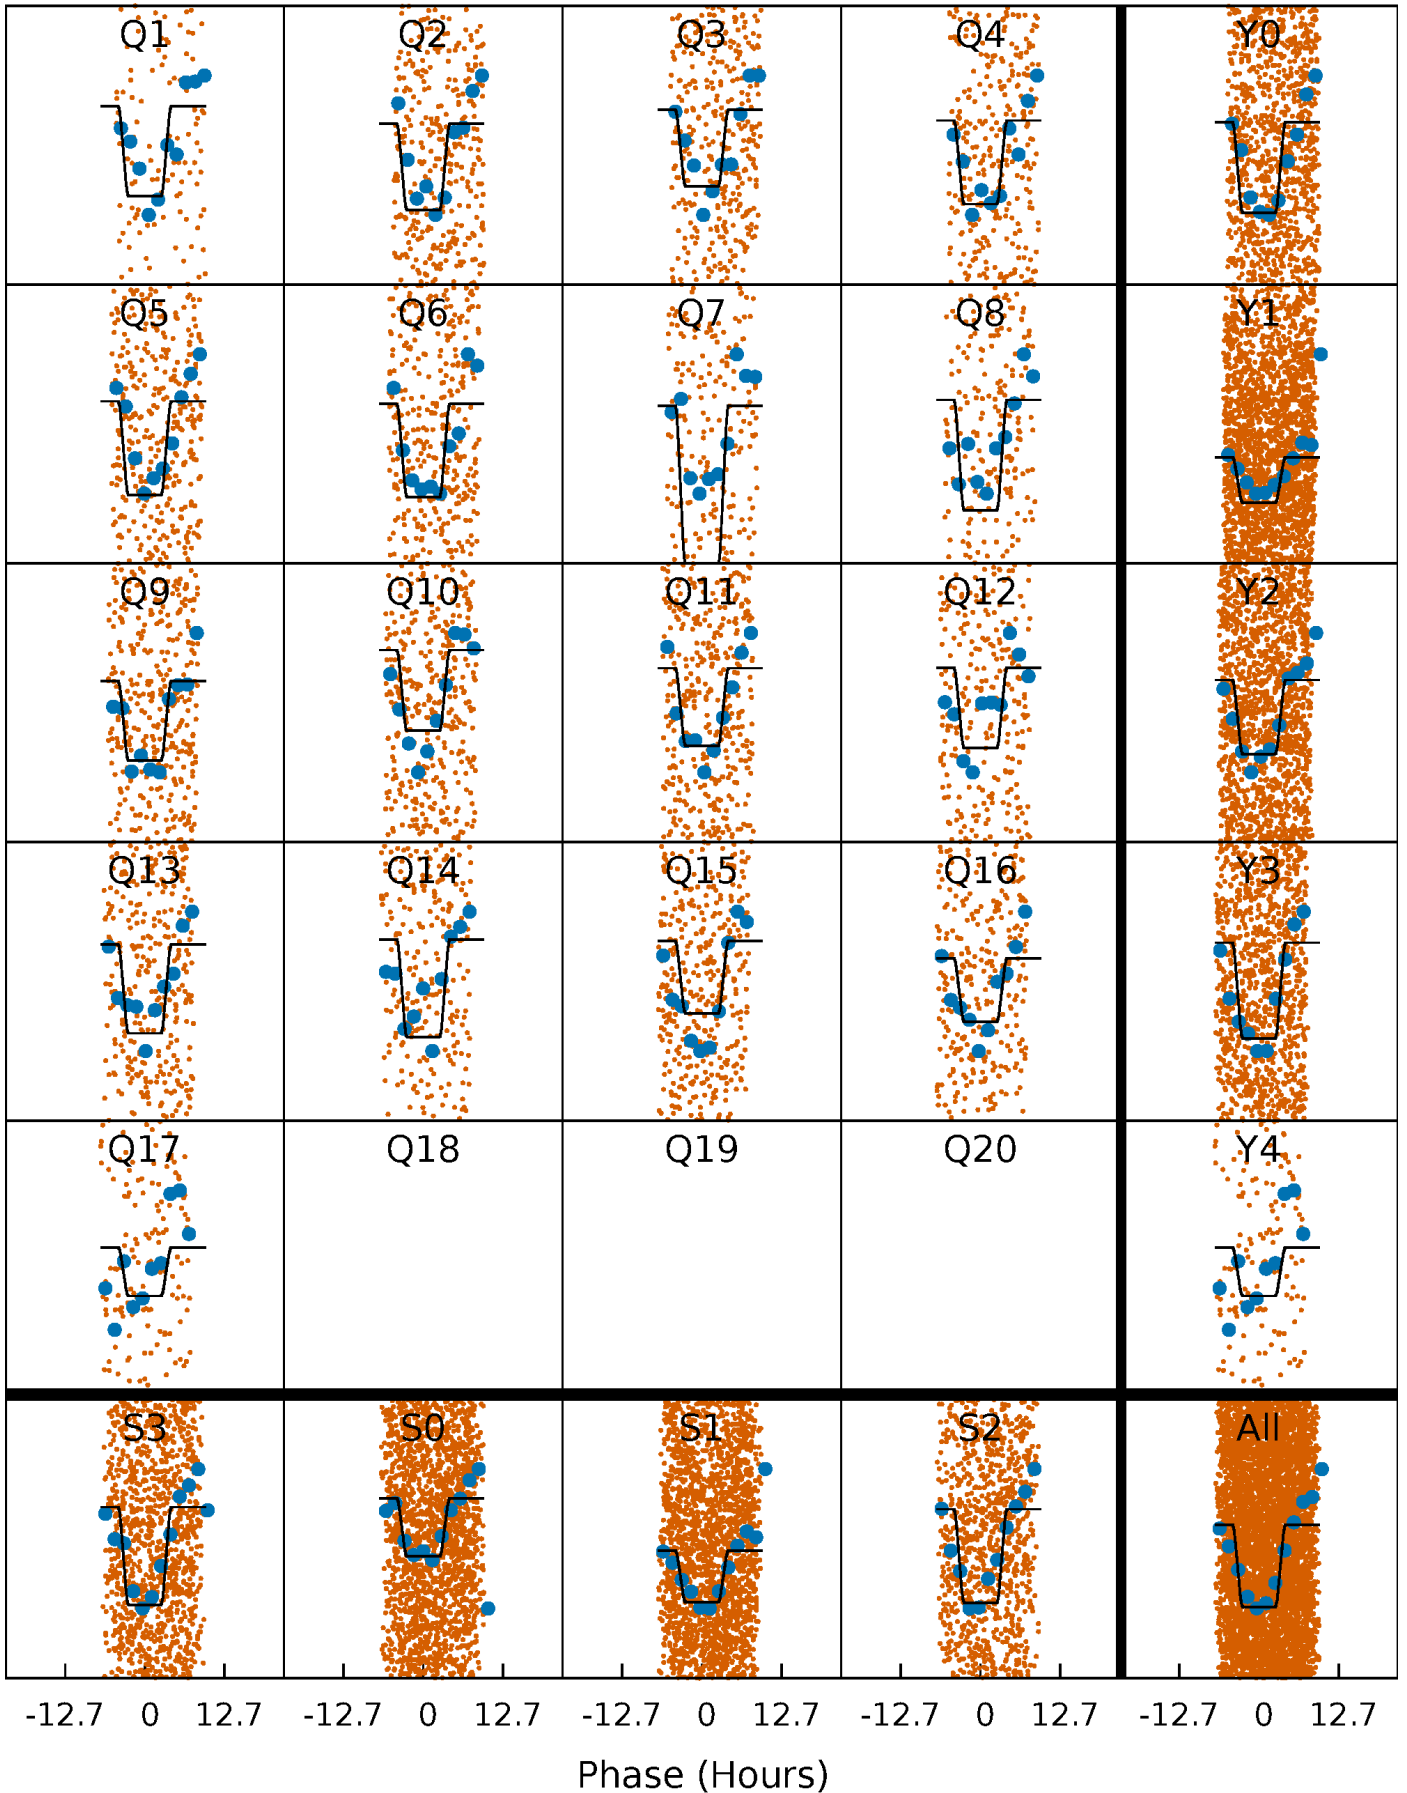 Q1 Q2 Q3 Q4 Y0
Q5 Q6 Q7 Q8 Y1
Q9 Q10 Q11 Q12 Y2
Q13 Q14 Q15 Q16 Y3
Q17 Q18 Q19 Q20 Y4
S3 S0 S1 S2 All
-12.7 0 12.7 -12.7 0 12.7 -12.7 0 12.7 -12.7 0 12.7 -12.7 0 12.7
Phase (Hours)